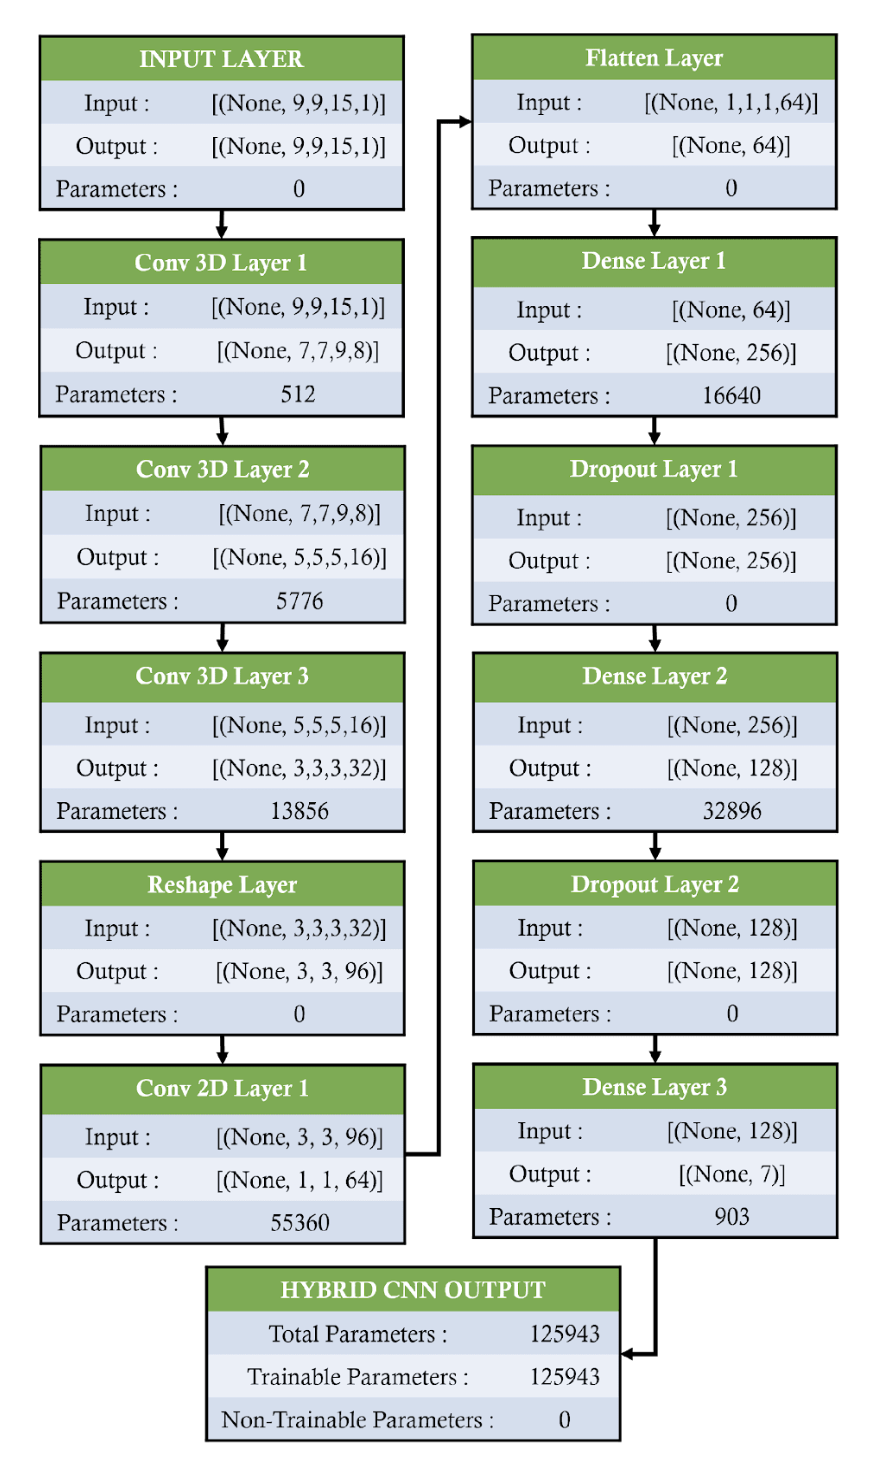 INPUT LAYER
Input : [(None, 9,9,15,1)]
Output : [(None, 9,9,15,1)]
Parameters : 0
Conv 3D Layer 1
Input : [(None, 9,9,15,1)]
Output : [(None, 7,7,9,8)]
Parameters : 512
Conv 3D Layer 2
Input : [(None, 7,7,9,8)]
Output : [(None, 5,5,5,16)]
Parameters : 5776
Conv 3D Layer 3
Input : [(None, 5,5,5,16)]
Output : [(None, 3,3,3,32)]
Parameters : 13856
Reshape Layer
Input : [(None, 3,3,3,32)]
Output : [(None, 3, 3, 96)]
Parameters : 0
Conv 2D Layer 1
Input : [(None, 3, 3, 96)]
Output : [(None, 1, 1, 64)]
Parameters : 55360
Flatten Layer
Input : [(None, 1,1,1,64)]
Output : [(None, 64)]
Parameters : 0
Dense Layer 1
Input : [(None, 64)]
Output : [(None, 256)]
Parameters : 16640
Dropout Layer 1
Input : [(None, 256)]
Output : [(None, 256)]
Parameters : 0
Dense Layer 2
Input : [(None, 256)]
Output : [(None, 128)]
Parameters : 32896
Dropout Layer 2
Input : [(None, 128)]
Output : [(None, 128)]
Parameters : 0
Dense Layer 3
Input : [(None, 128)]
Output : [(None, 7)]
Parameters : 903
HYBRID CNN OUTPUT
Total Parameters : 125943
Trainable Parameters : 125943
Non-Trainable Parameters : 0